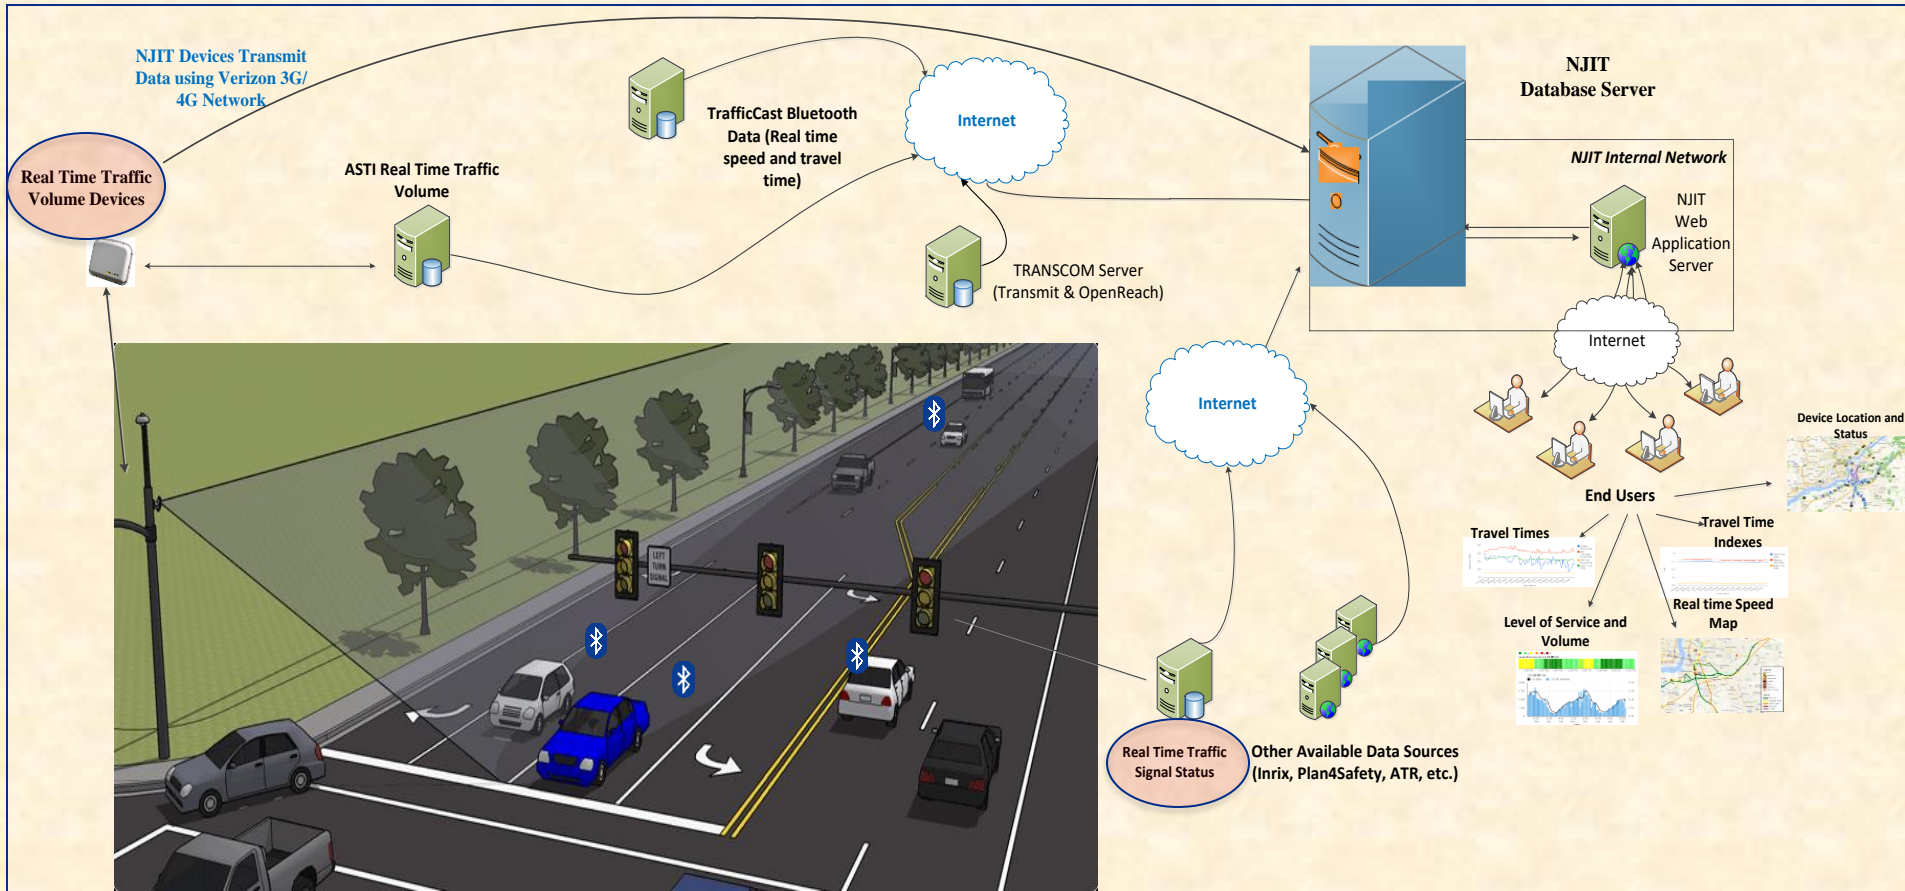 NJIT Devices Transmit
Data using Verizon 3G/
4G Network
Real Time Traffic
Volume Devices
ASTI Real Time Traffic
Volume
TrafficCast Bluetooth
Data (Real time
speed and travel
time)
Internet
TRANSCOM Server
(Transmit & OpenReach)
NJIT
Database Server
NJIT Internal Network
NJIT
Web
Application
Server
Internet
Internet
End Users
Device Location and
Status
Travel Times
Travel Time
Indexes
Level of Service and
Volume
Real time Speed
Map
LEFT
TURN
SIGNAL
Real Time Traffic
Signal Status
Other Available Data Sources
(Inrix, Plan4Safety, ATR, etc.)